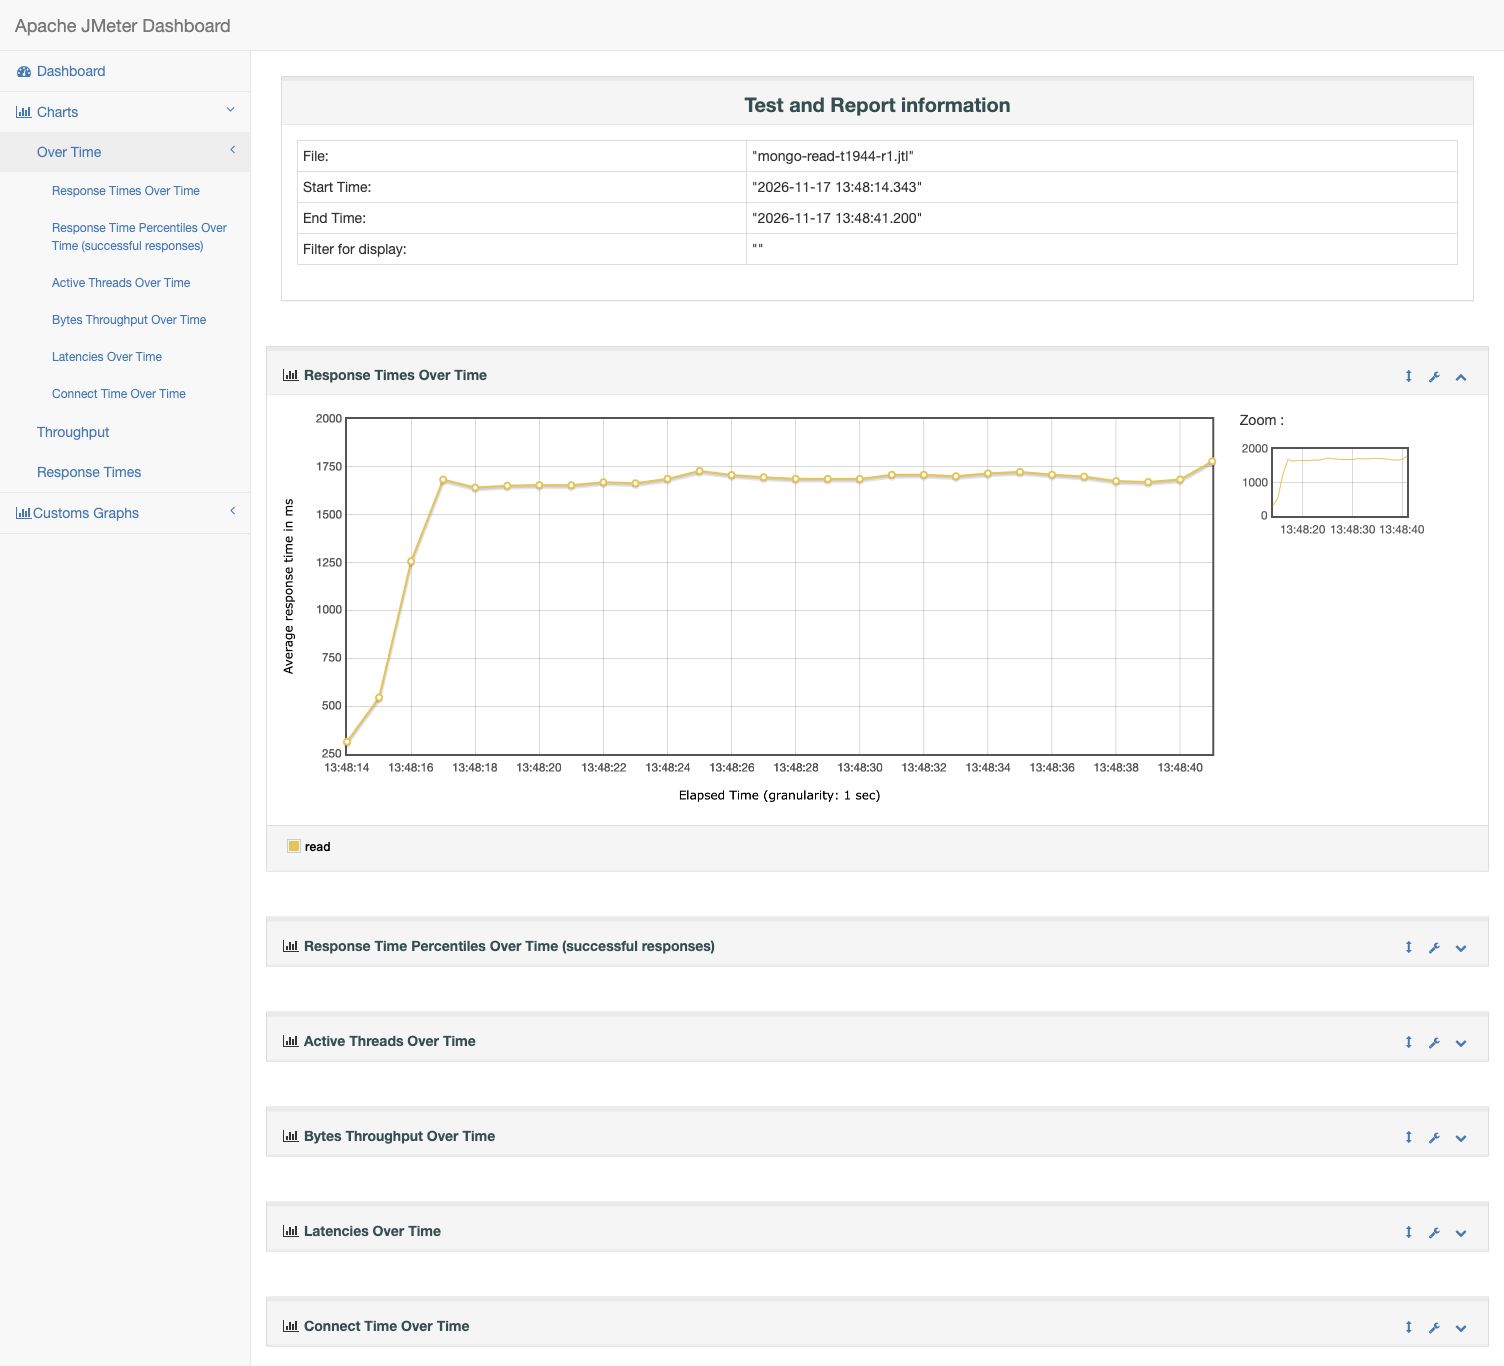 Apache JMeter Dashboard
Dashboard
Charts
Over Time
Response Times Over Time
Response Time Percentiles Over
Time (successful responses)
Active Threads Over Time
Bytes Throughput Over Time
Latencies Over Time
Connect Time Over Time
Throughput
Response Times
Customs Graphs
Test and Report information
File: "mongo-read-t1944-r1.jtl"
Start Time: "2026-11-17 13:48:14.343"
End Time: "2026-11-17 13:48:41.200"
Filter for display: ""
Response Times Over Time
Average response time in ms
2000
1750
1500
1250
1000
750
500
250
13:48:14 13:48:16 13:48:18 13:48:20 13:48:22 13:48:24 13:48:26 13:48:28 13:48:30 13:48:32 13:48:34 13:48:36 13:48:38 13:48:40
Elapsed Time (granularity: 1 sec)
Zoom :
2000
1000
0
13:48:20 13:48:30 13:48:40
read
Response Time Percentiles Over Time (successful responses)
Active Threads Over Time
Bytes Throughput Over Time
Latencies Over Time
Connect Time Over Time